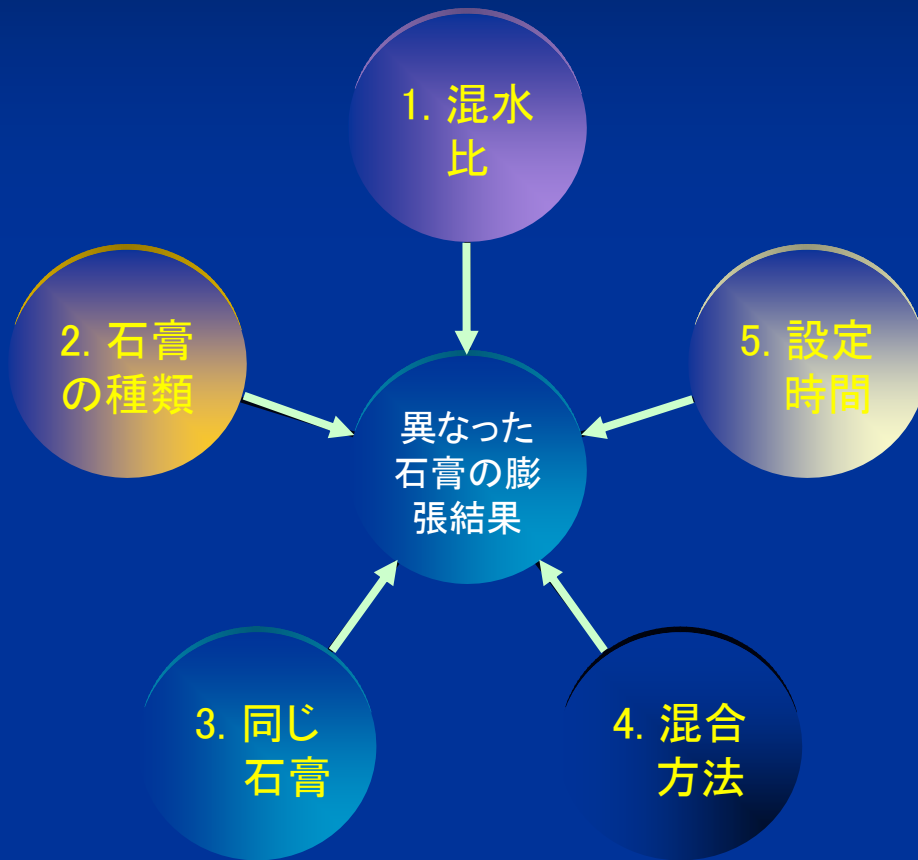 1. 混水
比
2. 石膏
の種類
5. 設定
時間
異なった
石膏の膨
張結果
3. 同じ
石膏
4. 混合
方法